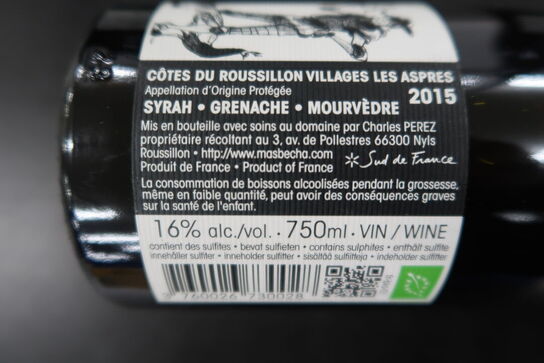 CÔTES DU ROUSSILLON VILLAGES LES ASPRES
Appellation d'Origine Protégée 2015
SYRAH • GRENACHE • MOURVÈDRE
Mis en bouteille avec soins au domaine par Charles PEREZ
propriétaire récoltant au 3, av. de Pollestres 66300 Nyls
Roussillon • http://www.masbecha.com
Produit de France • Product of France
Sud de France
La consommation de boissons alcoolisées pendant la grossesse,
même en faible quantité, peut avoir des conséquences graves
sur la santé de l'enfant.
16% alc./vol. • 750ml • VIN / WINE
contient des sulfites • bevat sulfieten • contains sulphites • enthält sulfite
innehåller sulfiter • inneholder sulfitter • sisältää sulfiitteja • indeholder sulfitter
3 760026 730028